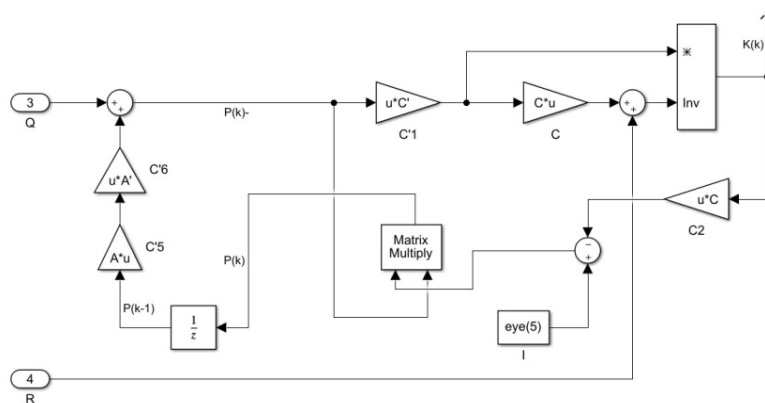 K(k)
*
Inv
3
Q
+
+
P(k)-
u*C'
C'1
C*u
C
+
+
C'6
u*A'
C'5
A*u
P(k-1)
1
z
P(k)
Matrix
Multiply
−
+
u*C
C2
eye(5)
I
4
R